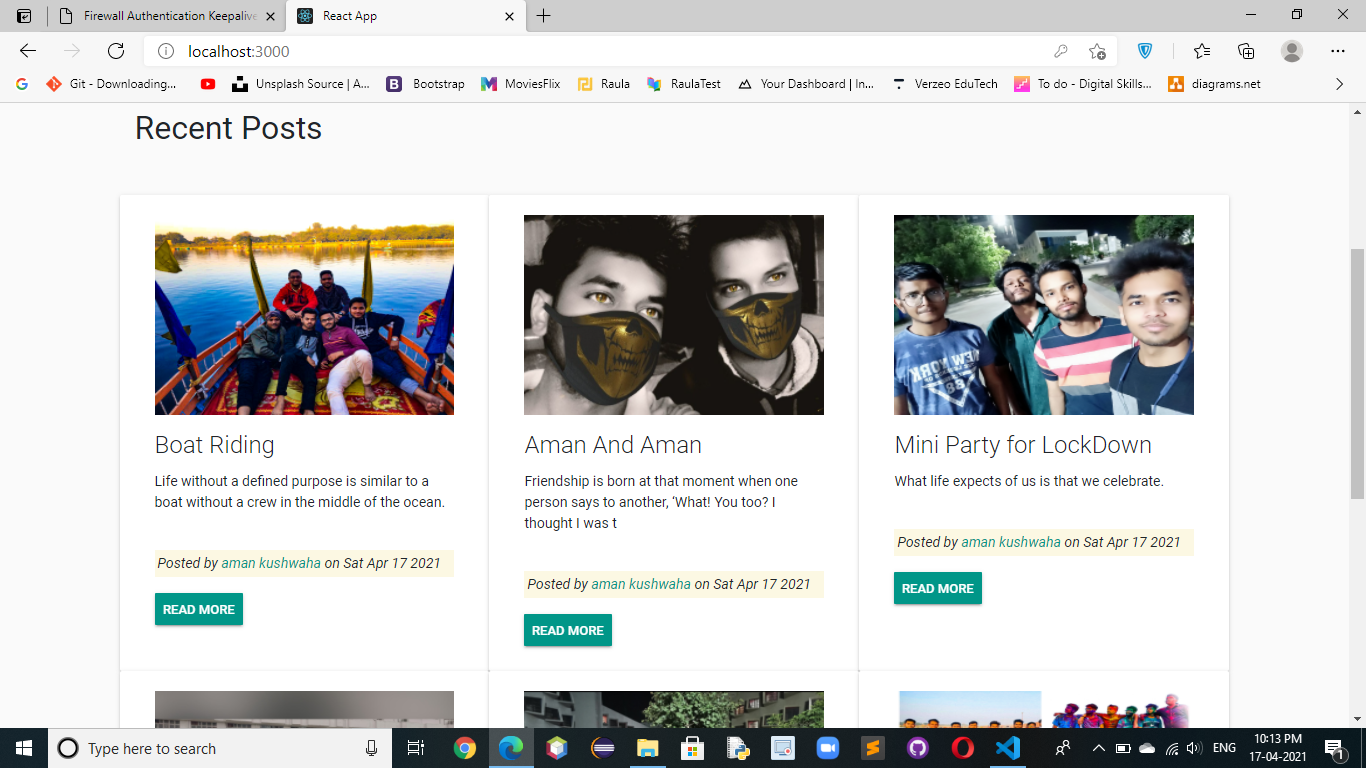 Firewall Authentication Keepalive
React App
localhost:3000
Git - Downloading...
Unsplash Source | A...
Bootstrap
MoviesFlix
Raula
RaulaTest
Your Dashboard | In...
Verzeo EduTech
To do - Digital Skills...
diagrams.net
Recent Posts
NEW YORK
88
Boat Riding
Life without a defined purpose is similar to a
boat without a crew in the middle of the ocean.
Posted by aman kushwaha on Sat Apr 17 2021
READ MORE
Aman And Aman
Friendship is born at that moment when one
person says to another, ‘What! You too? I
thought I was t
Posted by aman kushwaha on Sat Apr 17 2021
READ MORE
Mini Party for LockDown
What life expects of us is that we celebrate.
Posted by aman kushwaha on Sat Apr 17 2021
READ MORE
Type here to search
ENG
10:13 PM
17-04-2021
1